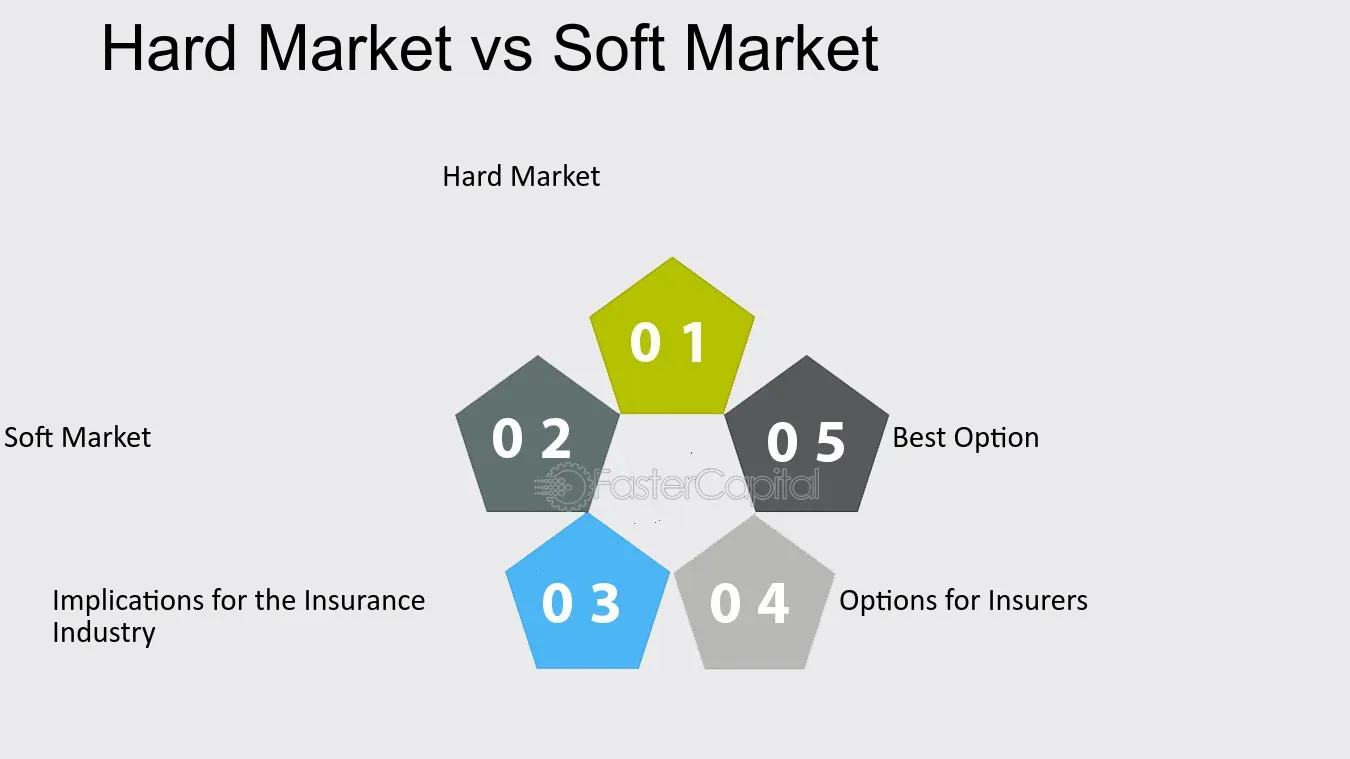 Hard Market vs Soft Market
Hard Market
0 1
0 2
0 5
Soft Market
Best Option
FasterCapital
Implications for the Insurance
Industry
0 3
0 4
Options for Insurers